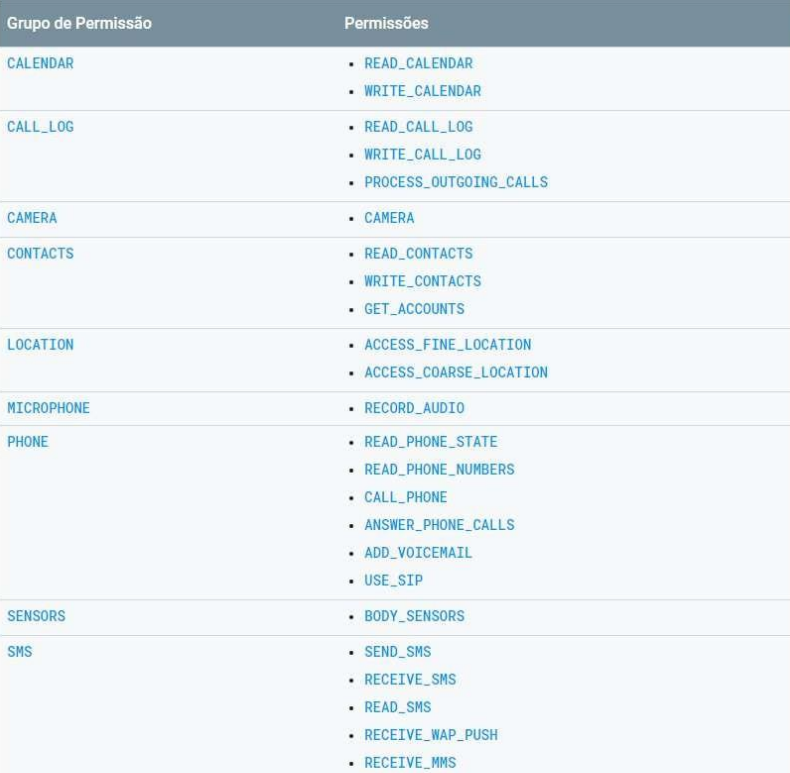 Grupo de Permissão Permissões
CALENDAR • READ_CALENDAR
• WRITE_CALENDAR
CALL_LOG • READ_CALL_LOG
• WRITE_CALL_LOG
• PROCESS_OUTGOING_CALLS
CAMERA • CAMERA
CONTACTS • READ_CONTACTS
• WRITE_CONTACTS
• GET_ACCOUNTS
LOCATION • ACCESS_FINE_LOCATION
• ACCESS_COARSE_LOCATION
MICROPHONE • RECORD_AUDIO
PHONE • READ_PHONE_STATE
• READ_PHONE_NUMBERS
• CALL_PHONE
• ANSWER_PHONE_CALLS
• ADD_VOICEMAIL
• USE_SIP
SENSORS • BODY_SENSORS
SMS • SEND_SMS
• RECEIVE_SMS
• READ_SMS
• RECEIVE_WAP_PUSH
• RECEIVE_MMS